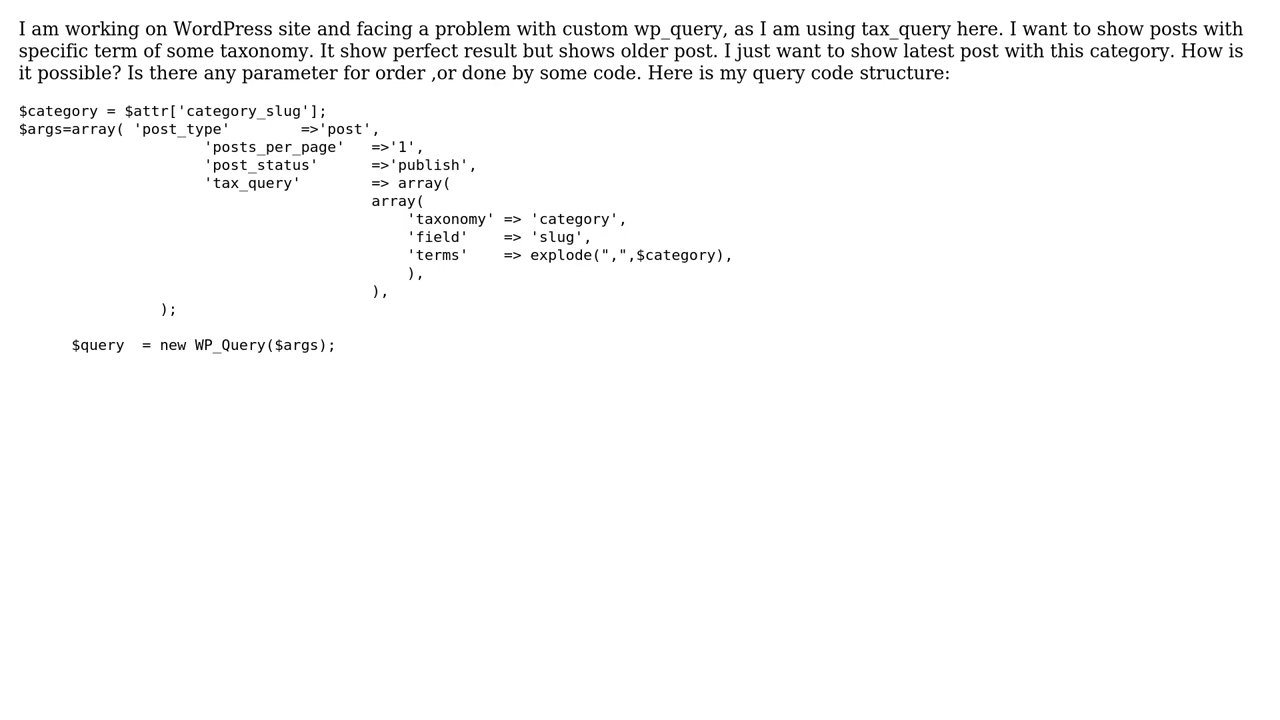 I am working on WordPress site and facing a problem with custom wp_query, as I am using tax_query here. I want to show posts with
specific term of some taxonomy. It show perfect result but shows older post. I just want to show latest post with this category. How is
it possible? Is there any parameter for order ,or done by some code. Here is my query code structure:
$category = $attr['category_slug'];
$args=array( 'post_type'        =>'post',
                     'posts_per_page'   =>'1',
                     'post_status'      =>'publish',
                     'tax_query'        => array(
                                        array(
                                            'taxonomy' => 'category',
                                            'field'    => 'slug',
                                            'terms'    => explode(",",$category),
                                            ),
                                        ),
                );
      $query  = new WP_Query($args);